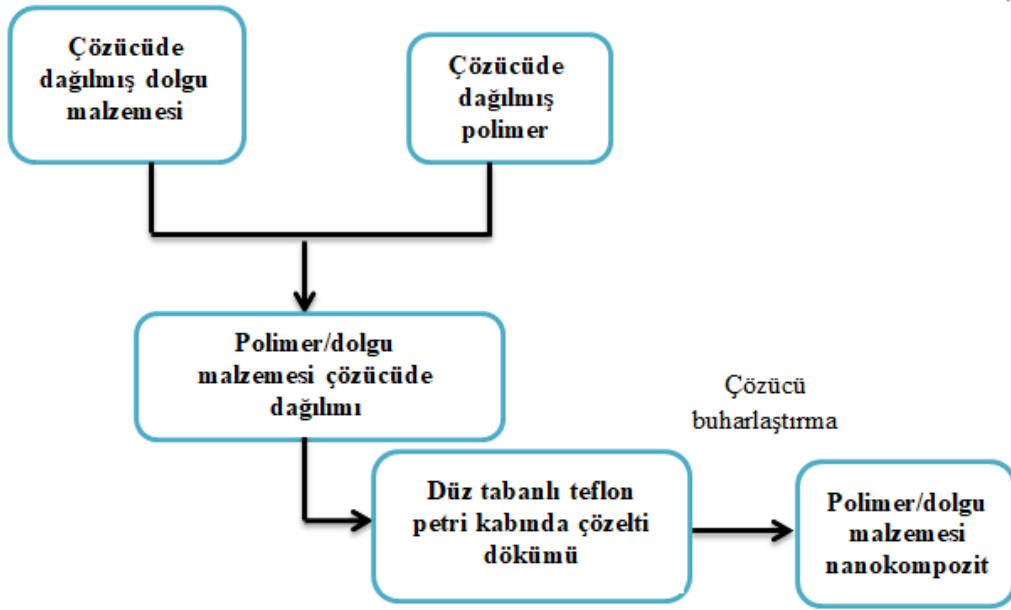 Çözücüde
dağılmış dolgu
malzemesi
Çözücüde
dağılmış
polimer
Polimer/dolgu
malzemesi çözücüde
dağılımı
Çözücü
buharlaştırma
Düz tabanlı teflon
petri kabında çözelti
dökümü
Polimer/dolgu
malzemesi
nanokompozit